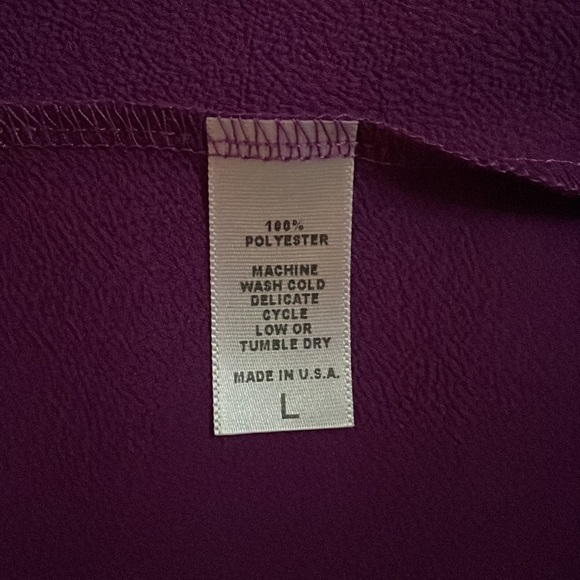 100%
POLYESTER
MACHINE
WASH COLD
DELICATE
CYCLE
LOW OR
TUMBLE DRY
MADE IN U.S.A.
L